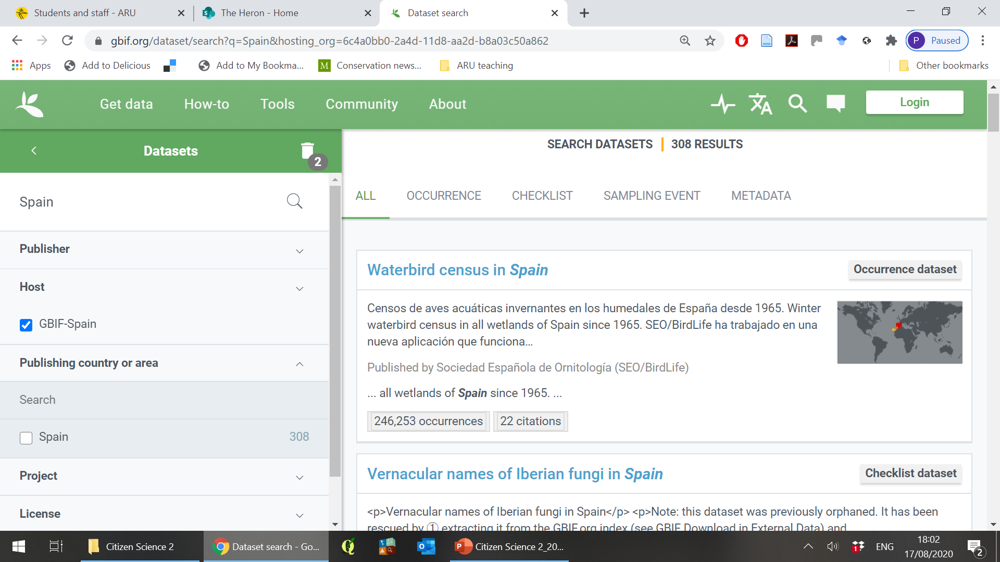 Students and staff - ARU
The Heron - Home
Dataset search
gbif.org/dataset/search?q=Spain&hosting_org=6c4a0bb0-2a4d-11d8-aa2d-b8a03c50a862
P Paused
Apps
Add to Delicious
Add to My Bookma...
M Conservation news...
ARU teaching
Other bookmarks
Get data
How-to
Tools
Community
About
Login
Datasets
2
Spain
Publisher
Host
GBIF-Spain
Publishing country or area
Search
Spain 308
Project
License
SEARCH DATASETS | 308 RESULTS
ALL
OCCURRENCE
CHECKLIST
SAMPLING EVENT
METADATA
Waterbird census in Spain
Occurrence dataset
Censos de aves acuáticas invernantes en los humedales de España desde 1965. Winter
waterbird census in all wetlands of Spain since 1965. SEO/BirdLife ha trabajado en una
nueva aplicación que funciona...
Published by Sociedad Española de Ornitología (SEO/BirdLife)
... all wetlands of Spain since 1965. ...
246,253 occurrences
22 citations
Vernacular names of Iberian fungi in Spain
Checklist dataset
<p>Vernacular names of Iberian fungi in Spain</p> <p>Note: this dataset was previously orphaned. It has been
rescued by ① extracting it from the GBIF.org index (see GBIF Download in External Data) and
Citizen Science 2
Dataset search - Go...
Citizen Science 2_20...
1
ENG
18:02
17/08/2020
2